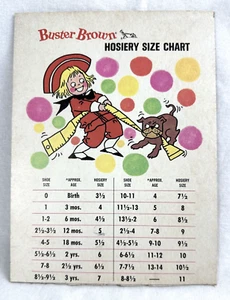 Buster Brown
HOSIERY SIZE CHART
SHOE SIZE *APPROX. AGE HOSIERY SIZE SHOE SIZE *APPROX. AGE HOSIERY SIZE
0 Birth 3½ 10-11 4 7½
1 3 mos. 4 11½-13 5 8
1-2 6 mos. 4½ 13½-2 6 8½
2½-3½ 12 mos. 5 2½-4 7-8 9
4-5 18 mos. 5½ 4½-5½ 9-10 9½
5½-6½ 2 yrs. 6 6-6½ 11-12 10
7-8 2½ yrs. 6½ 7-7½ 13-14 10½
8½-9½ 3 yrs. 7 8-8½ — 11